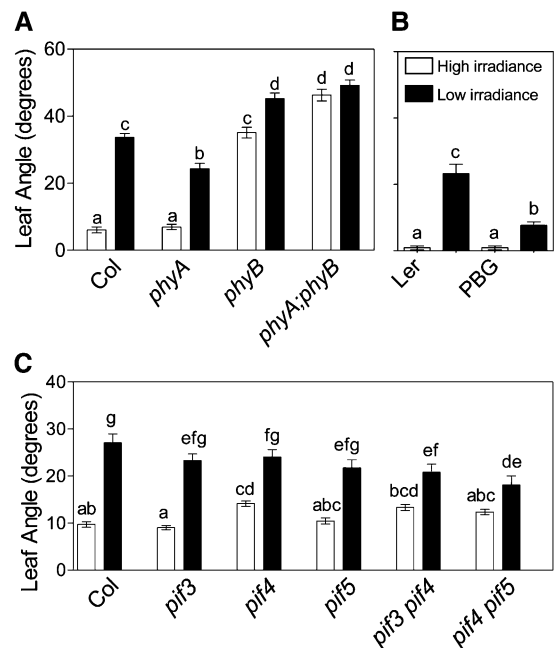 A
Leaf Angle (degrees)
60
40
20
0
a
c
a
b
c
d
d
d
Col
phyA
phyB
phyA;phyB
B
High irradiance
Low irradiance
a
c
a
b
Ler
PBG
C
Leaf Angle (degrees)
40
30
20
10
0
ab
g
a
efg
cd
fg
abc
efg
bcd
ef
abc
de
Col
pif3
pif4
pif5
pif3 pif4
pif4 pif5